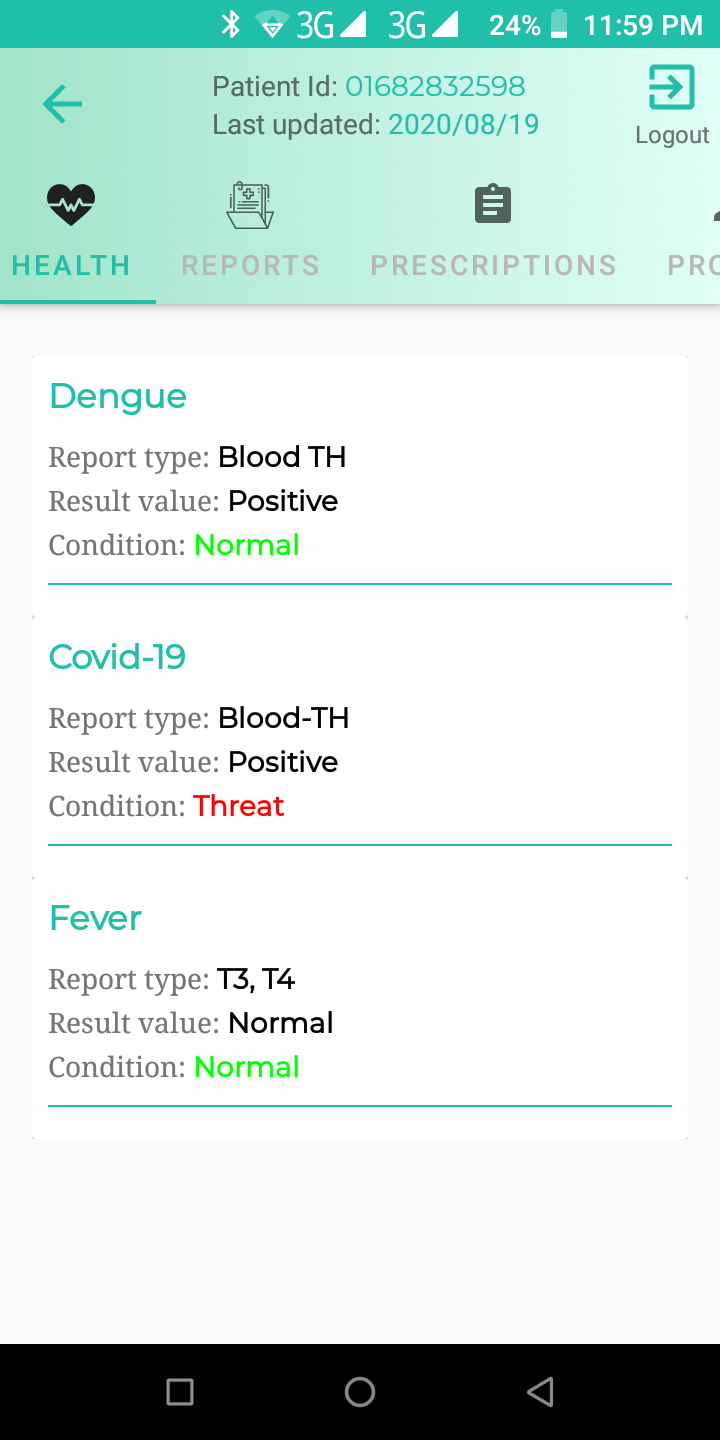 3G 3G 24% 11:59 PM
Patient Id: 01682832598
Last updated: 2020/08/19
Logout
HEALTH REPORTS PRESCRIPTIONS PRO
Dengue
Report type: Blood TH
Result value: Positive
Condition: Normal
Covid-19
Report type: Blood-TH
Result value: Positive
Condition: Threat
Fever
Report type: T3, T4
Result value: Normal
Condition: Normal